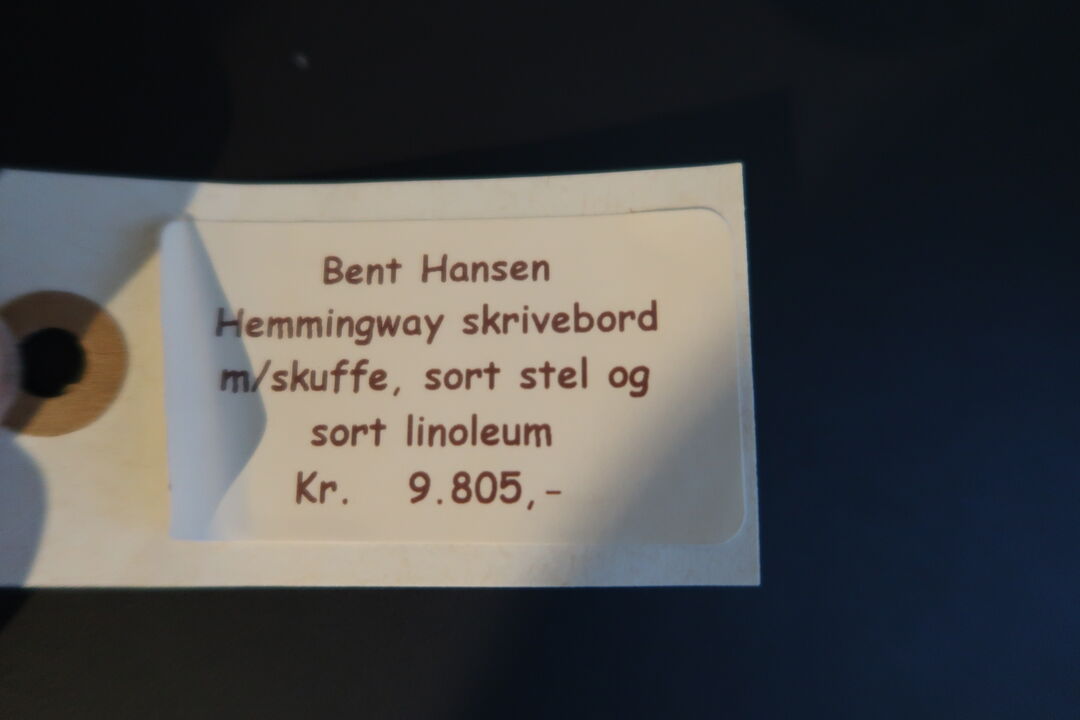 Bent Hansen
Hemmingway skrivebord
m/skuffe, sort stel og
sort linoleum
Kr. 9.805,-